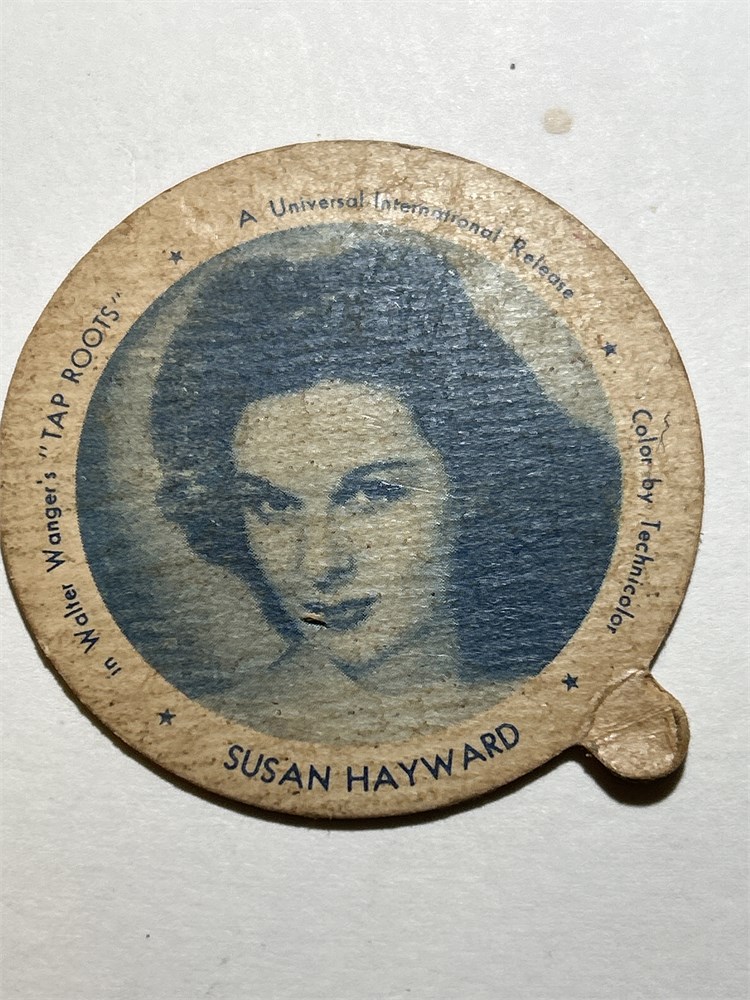 SUSAN HAYWARD
in Walter Wanger's "TAP ROOTS"
A Universal International Release
Color by Technicolor